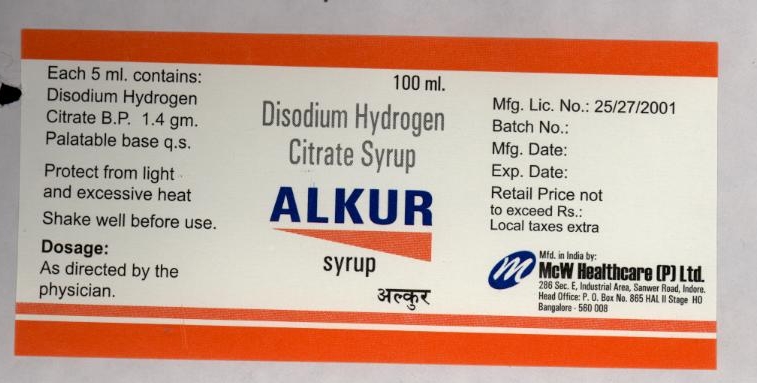 Each 5 ml. contains:
Disodium Hydrogen
Citrate B.P. 1.4 gm.
Palatable base q.s.
Protect from light
and excessive heat
Shake well before use.
Dosage:
As directed by the
physician.
100 ml.
Disodium Hydrogen
Citrate Syrup
ALKUR
syrup
अल्कुर
Mfg. Lic. No.: 25/27/2001
Batch No.:
Mfg. Date:
Exp. Date:
Retail Price not
to exceed Rs.:
Local taxes extra
m
Mfd. in India by:
McW Healthcare (P) Ltd.
286 Sec. E, Industrial Area, Sanwer Road, Indore.
Head Office: P. O. Box No. 865 HAL II Stage HO
Bangalore - 560 008